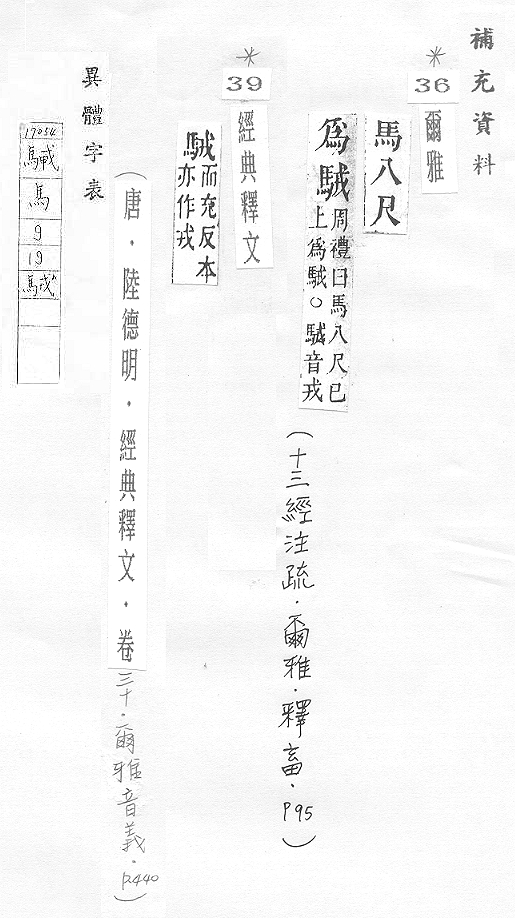 補充資料
*
36
爾雅
馬八尺
爲駥
周禮曰馬八尺已
上爲駥○駥音戎
(十三經注疏．爾雅．釋畜．P95)
*
39
經典釋文
駥而充反本
亦作戎
(唐．陸德明．經典釋文．卷三十．爾雅音義．P2440)
異體字表
17054
馬
9
19
駥